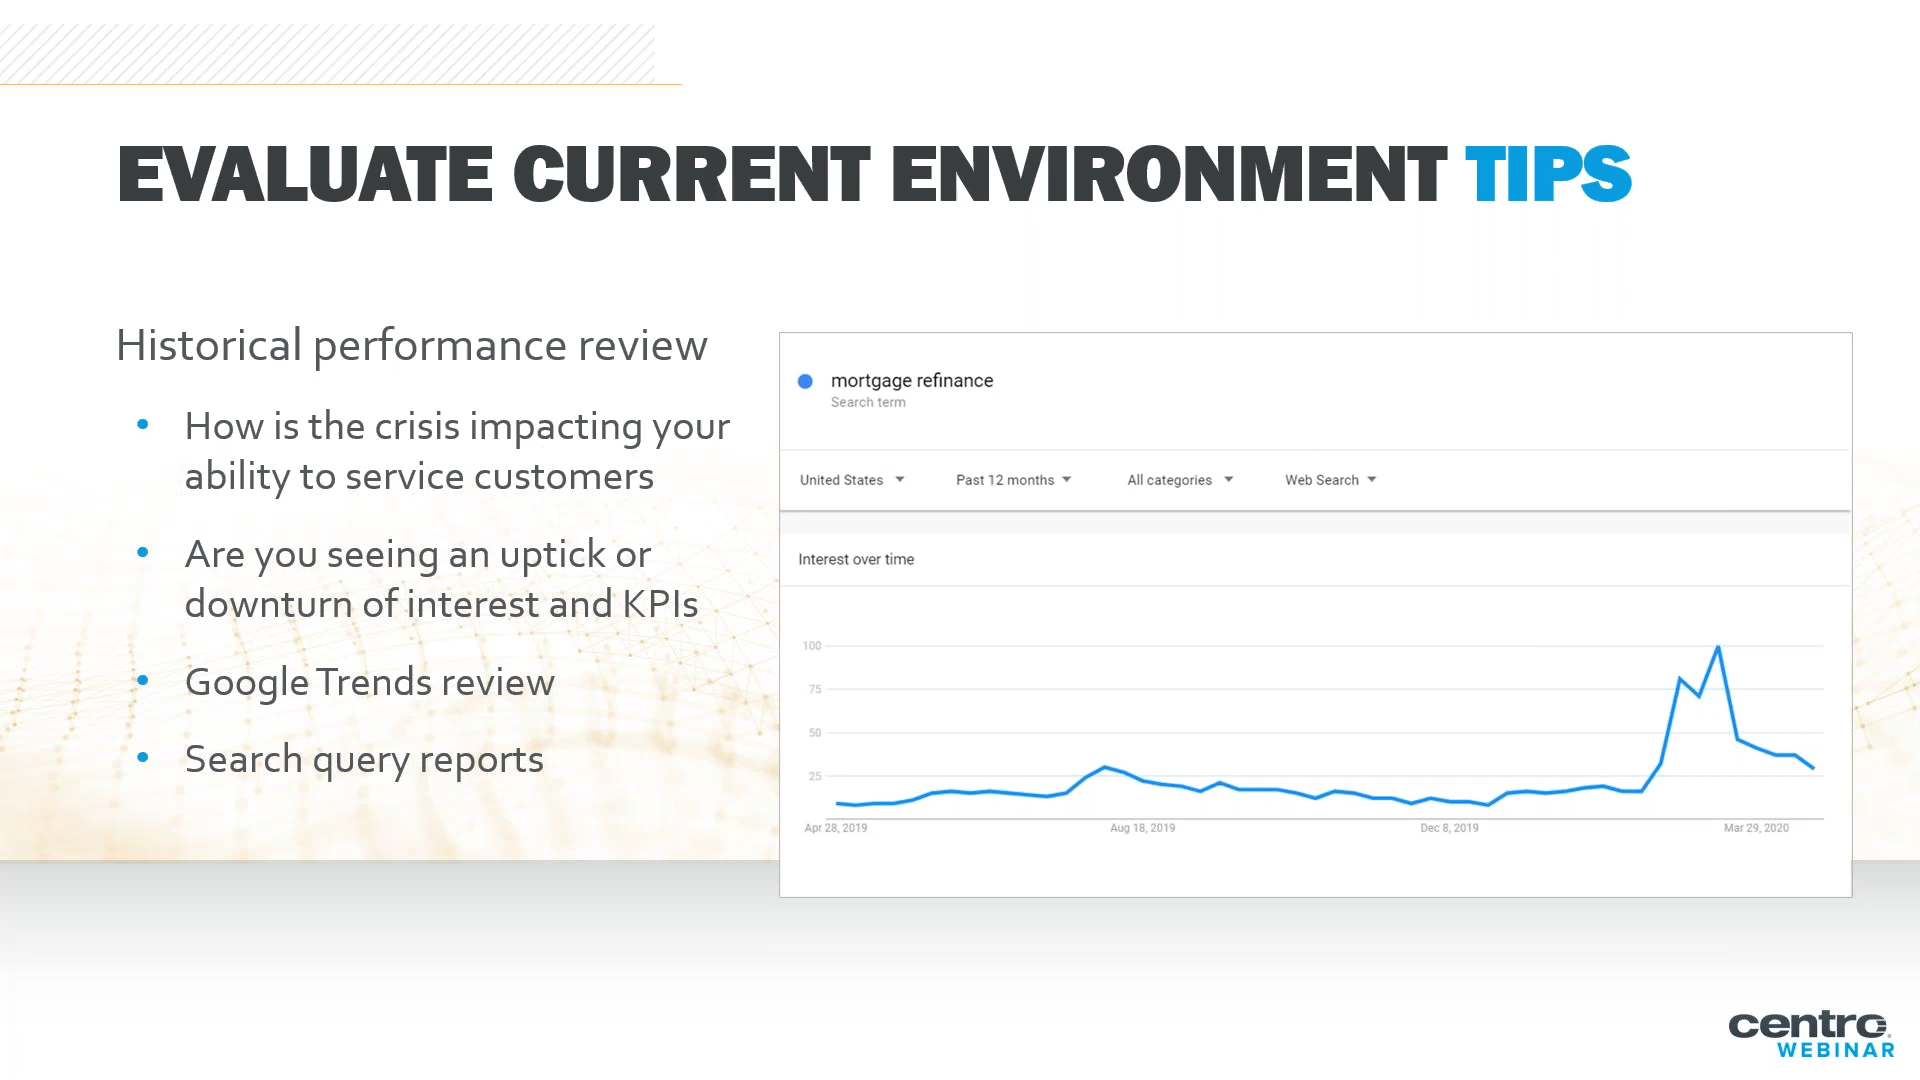 EVALUATE CURRENT ENVIRONMENT TIPS
Historical performance review
• How is the crisis impacting your
ability to service customers
• Are you seeing an uptick or
downturn of interest and KPIs
• Google Trends review
• Search query reports
mortgage refinance
Search term
United States
Past 12 months
All categories
Web Search
Interest over time
100
75
50
25
Apr 28, 2019
Aug 18, 2019
Dec 8, 2019
Mar 29, 2020
centro
WEBINAR